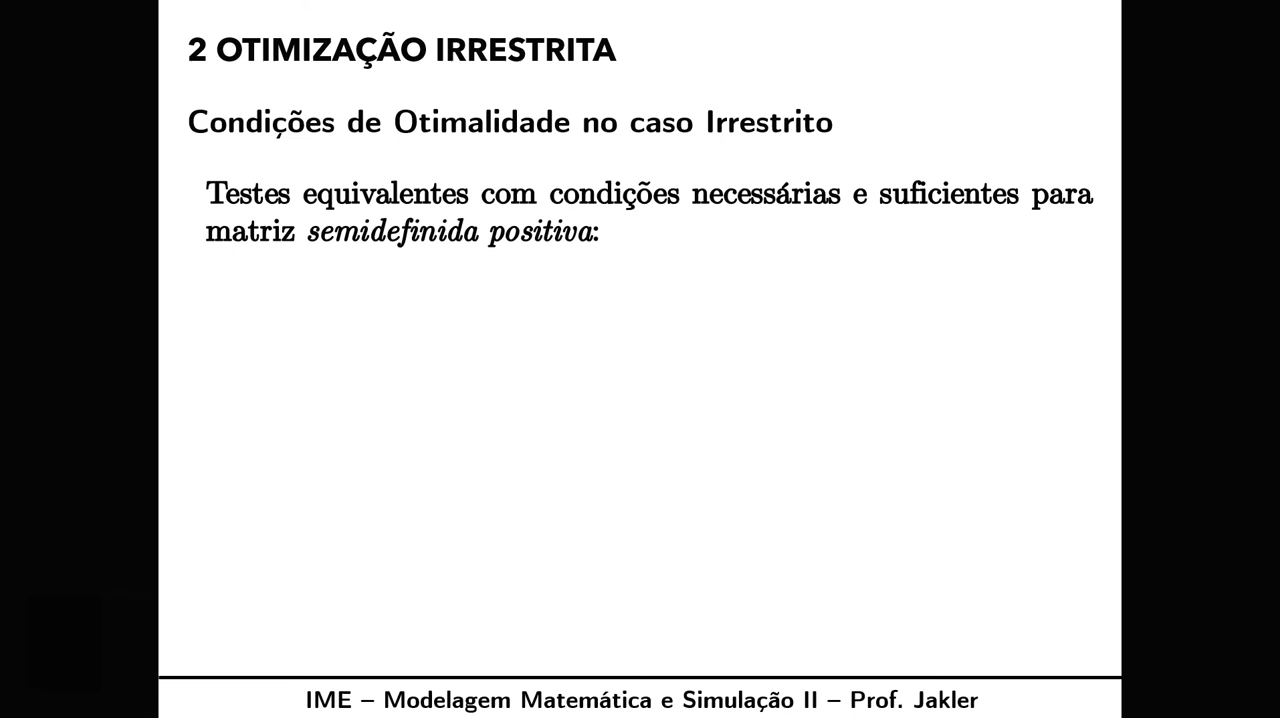 2 OTIMIZAÇÃO IRRESTRITA
Condições de Otimalidade no caso Irrestrito
Testes equivalentes com condições necessárias e suficientes para
matriz semidefinida positiva:
IME – Modelagem Matemática e Simulação II – Prof. Jakler